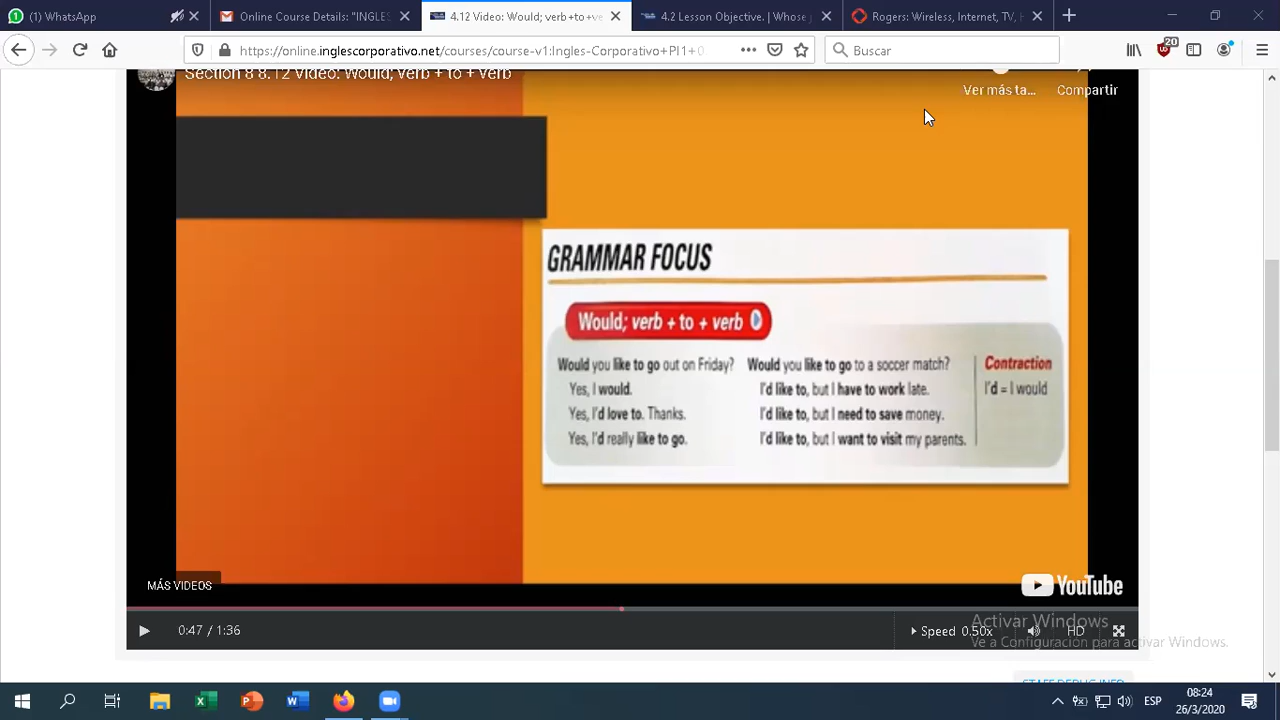 (1) WhatsApp
Online Course Details: "INGLES
4.12 Video: Would; verb +to+ve
4.2 Lesson Objective. | Whose
Rogers: Wireless, Internet, TV, H
https://online.inglescorporativo.net/courses/course-v1:Ingles-Corporativo+PI1+0
Buscar
20
Section 8 8.12 Video: Would; verb + to + verb
Ver más ta...
Compartir
GRAMMAR FOCUS
Would; verb + to + verb
Would you like to go out on Friday?
Yes, I would.
Yes, I'd love to. Thanks.
Yes, I'd really like to go.
Would you like to go to a soccer match?
I'd like to, but I have to work late.
I'd like to, but I need to save money.
I'd like to, but I want to visit my parents.
Contraction
I'd = I would
MÁS VIDEOS
YouTube
0:47 / 1:36
Speed 0.50x
HD
Activar Windows
Ve a Configuración para activar Windows.
STAFF DEBUG INFO
ESP
08:24
26/3/2020